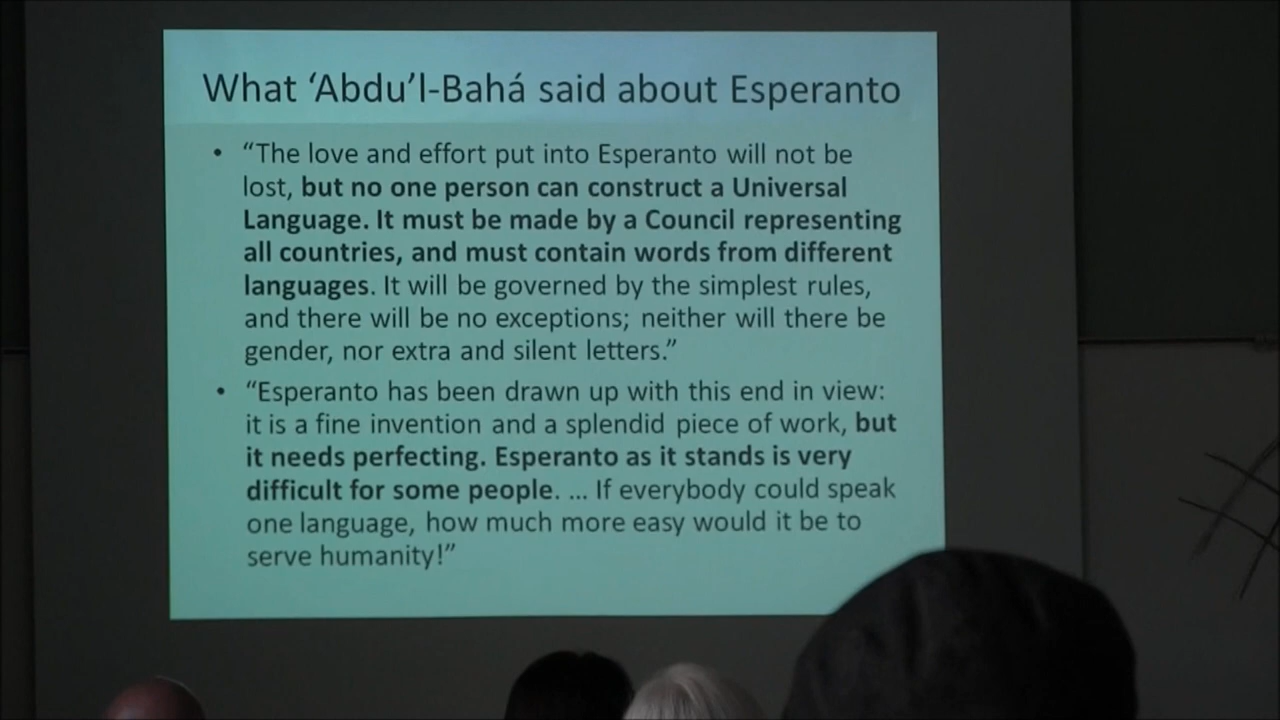 What ‘Abdu’l-Bahá said about Esperanto
• “The love and effort put into Esperanto will not be
lost, but no one person can construct a Universal
Language. It must be made by a Council representing
all countries, and must contain words from different
languages. It will be governed by the simplest rules,
and there will be no exceptions; neither will there be
gender, nor extra and silent letters.”
• “Esperanto has been drawn up with this end in view:
it is a fine invention and a splendid piece of work, but
it needs perfecting. Esperanto as it stands is very
difficult for some people. … If everybody could speak
one language, how much more easy would it be to
serve humanity!”